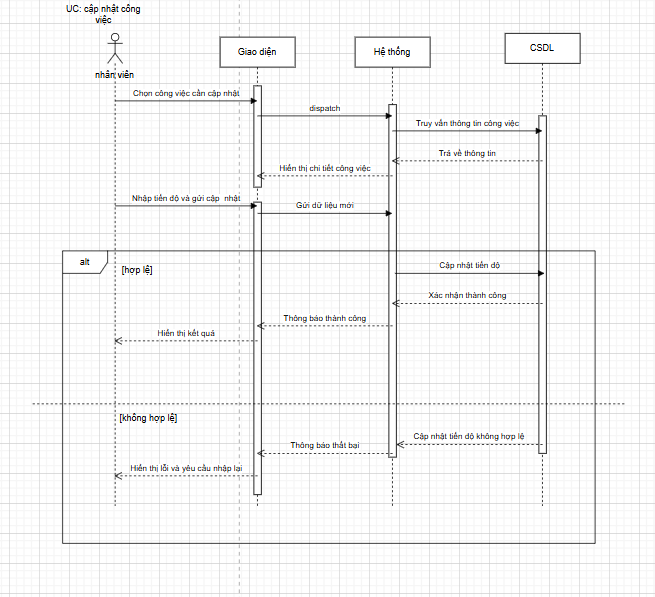 UC: cập nhật công
việc
nhân viên
Giao diện
Hệ thống
CSDL
Chọn công việc cần cập nhật
dispatch
Truy vấn thông tin công việc
Trả về thông tin
Hiển thị chi tiết công việc
Nhập tiến độ và gửi cập nhật
Gửi dữ liệu mới
alt
[hợp lệ]
Cập nhật tiến độ
Xác nhận thành công
Thông báo thành công
Hiển thị kết quả
[không hợp lệ]
Cập nhật tiến độ không hợp lệ
Thông báo thất bại
Hiển thị lỗi và yêu cầu nhập lại